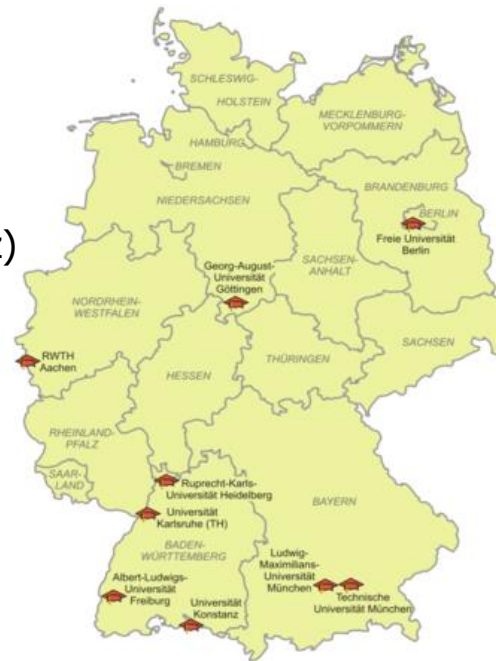 SCHLESWIG-
HOLSTEIN
MECKLENBURG-
VORPOMMERN
HAMBURG
BREMEN
NIEDERSACHSEN
BRANDENBURG
BERLIN
Freie Universität
Berlin
z)
Georg-August-
Universität
Göttingen
SACHSEN-
ANHALT
NORDRHEIN-
WESTFALEN
RWTH
Aachen
HESSEN
THÜRINGEN
SACHSEN
RHEINLAND-
PFALZ
SAAR-
LAND
Ruprecht-Karls-
Universität Heidelberg
BAYERN
Universität
Karlsruhe (TH)
BADEN-
WÜRTTEMBERG
Albert-Ludwigs-
Universität
Freiburg
Universität
Konstanz
Ludwig-
Maximilians-
Universität
München
Technische
Universität München